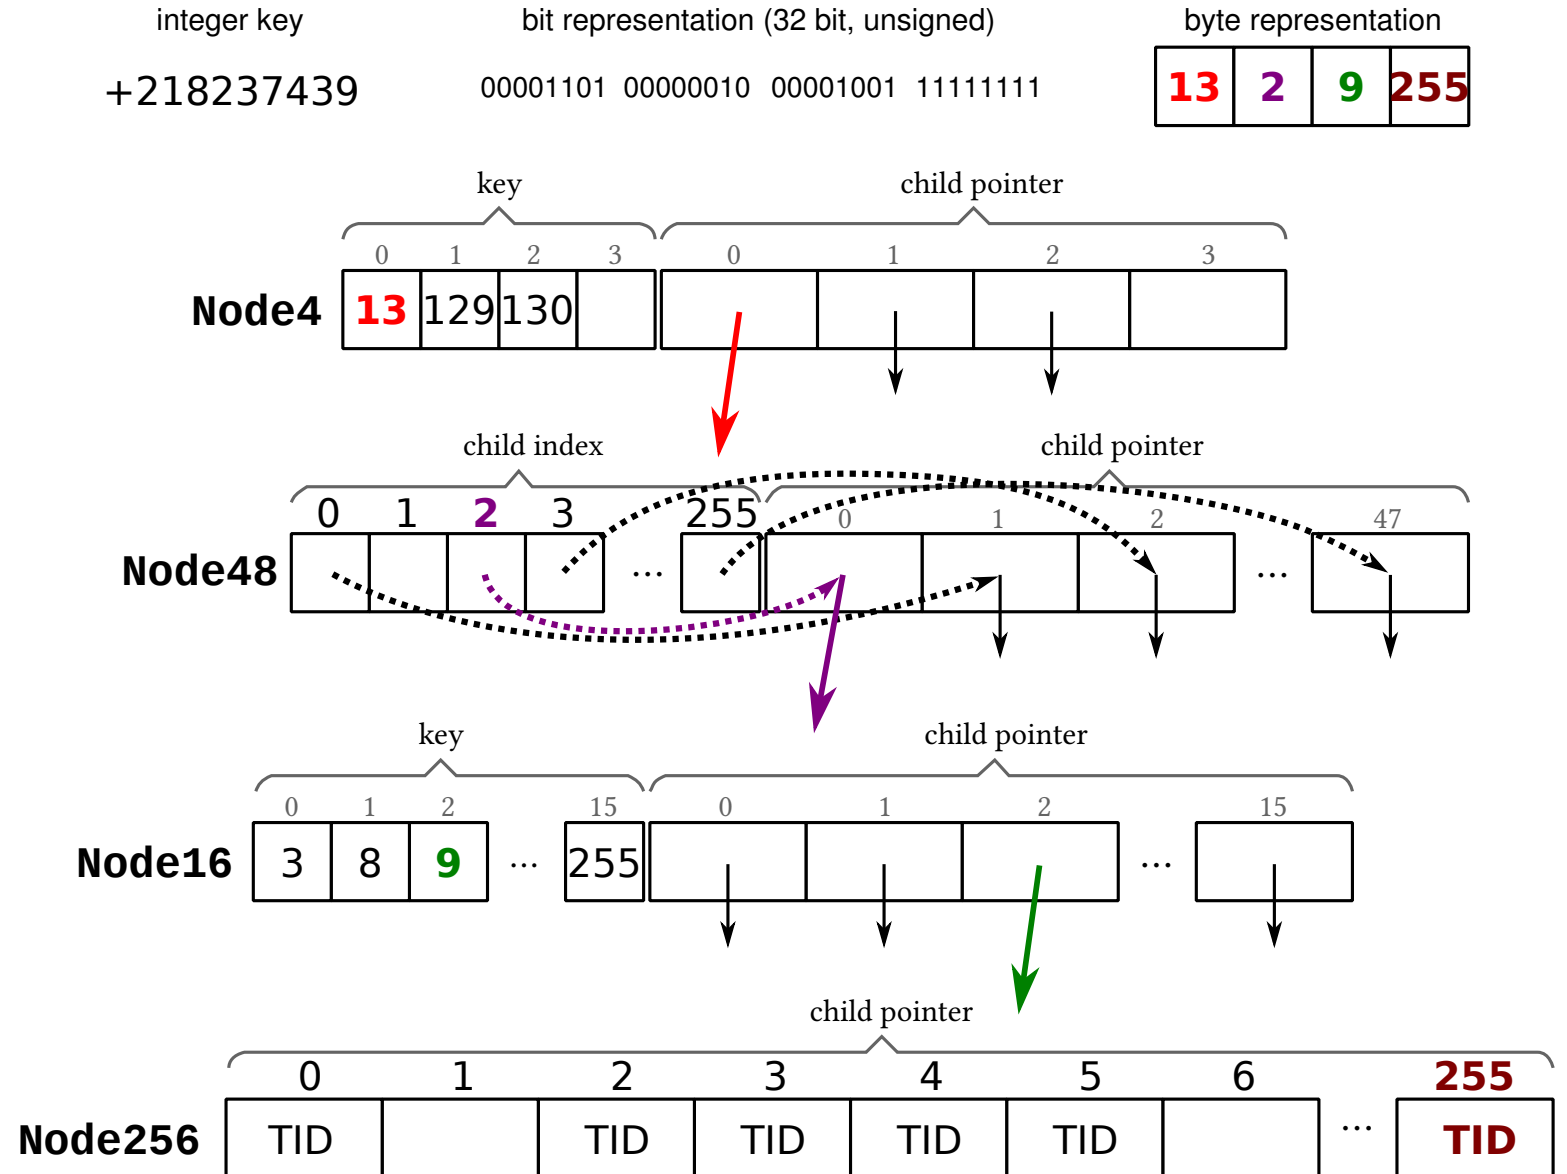 integer key bit representation (32 bit, unsigned) byte representation
+218237439 00001101 00000010 00001001 11111111 13 2 9 255
key child pointer
0 1 2 3 0 1 2 3
Node4 13 129 130
child index child pointer
0 1 2 3 255 0 1 2 47
Node48 ... ...
key child pointer
0 1 2 15 0 1 2 15
Node16 3 8 9 ... 255 ...
child pointer
0 1 2 3 4 5 6 255
Node256 TID TID TID TID TID ... TID